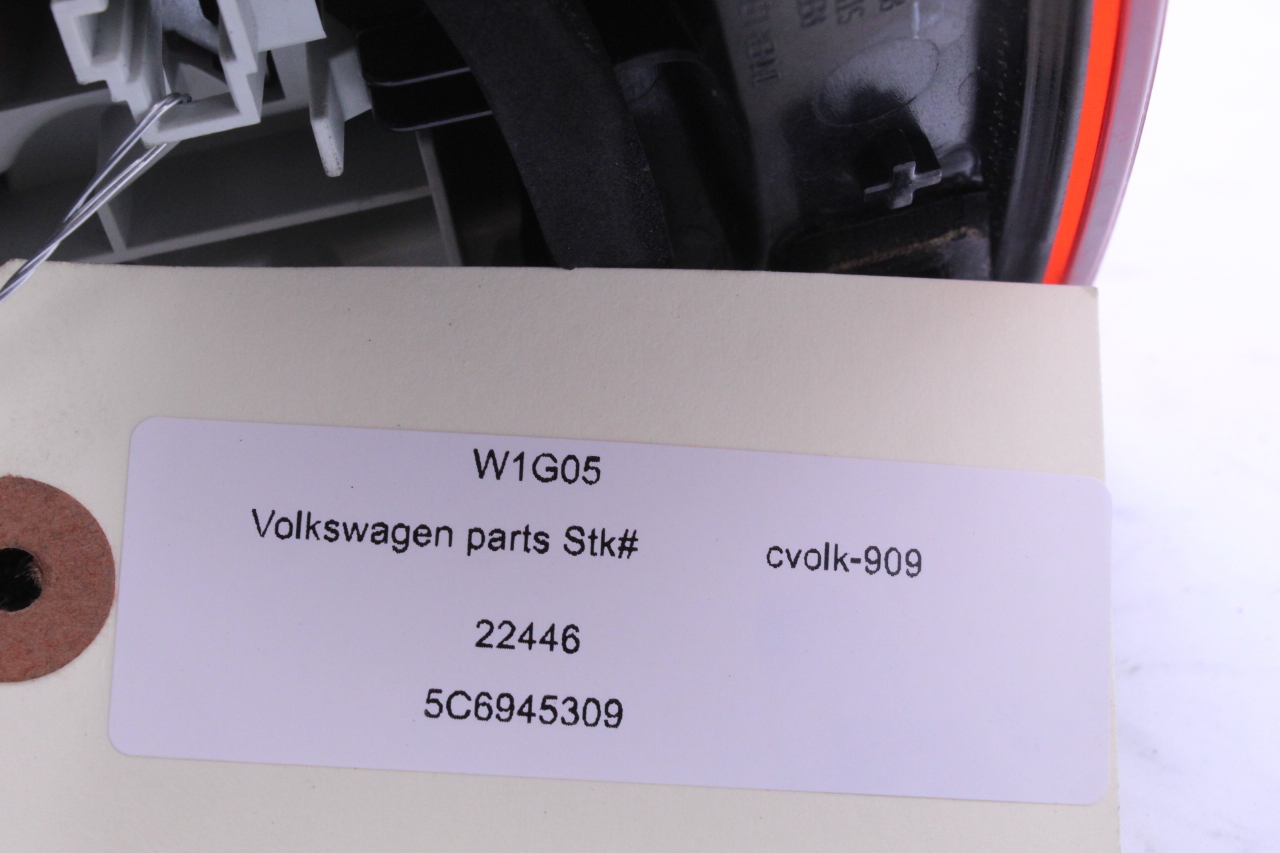 W1G05
Volkswagen parts Stk# cvolk-909
22446
5C6945309